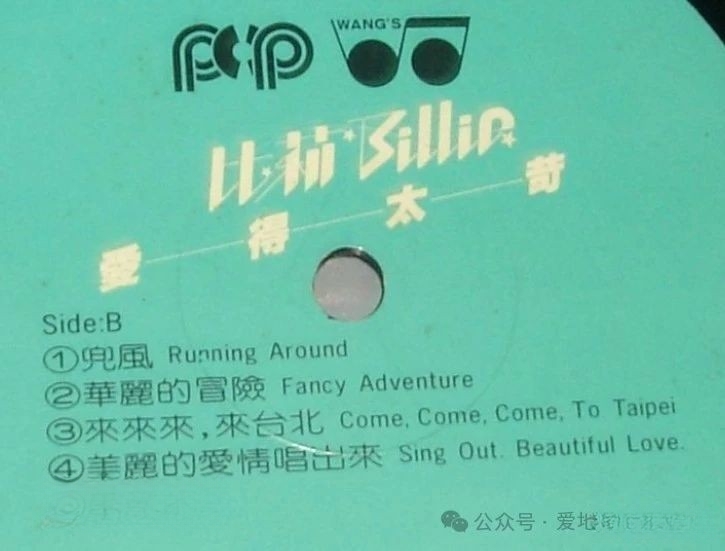 pop WANG'S
比莉 Billie
愛得太苛
Side:B
①兜風 Running Around
②華麗的冒險 Fancy Adventure
③來來來,來台北 Come, Come, Come, To Taipei
④美麗的愛情唱出來 Sing Out. Beautiful Love.
公众号·爱地